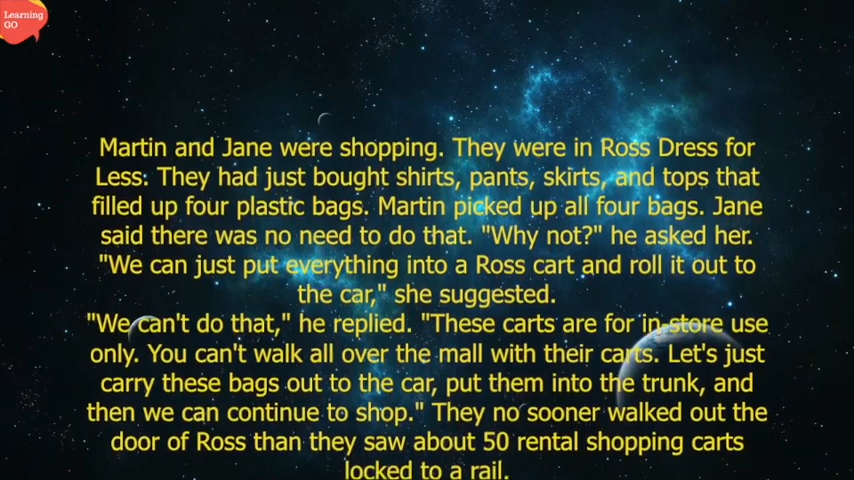 Learning
GO
Martin and Jane were shopping. They were in Ross Dress for
Less. They had just bought shirts, pants, skirts, and tops that
filled up four plastic bags. Martin picked up all four bags. Jane
said there was no need to do that. "Why not?" he asked her.
"We can just put everything into a Ross cart and roll it out to
the car," she suggested.
"We can't do that," he replied. "These carts are for in-store use
only. You can't walk all over the mall with their carts. Let's just
carry these bags out to the car, put them into the trunk, and
then we can continue to shop." They no sooner walked out the
door of Ross than they saw about 50 rental shopping carts
locked to a rail.